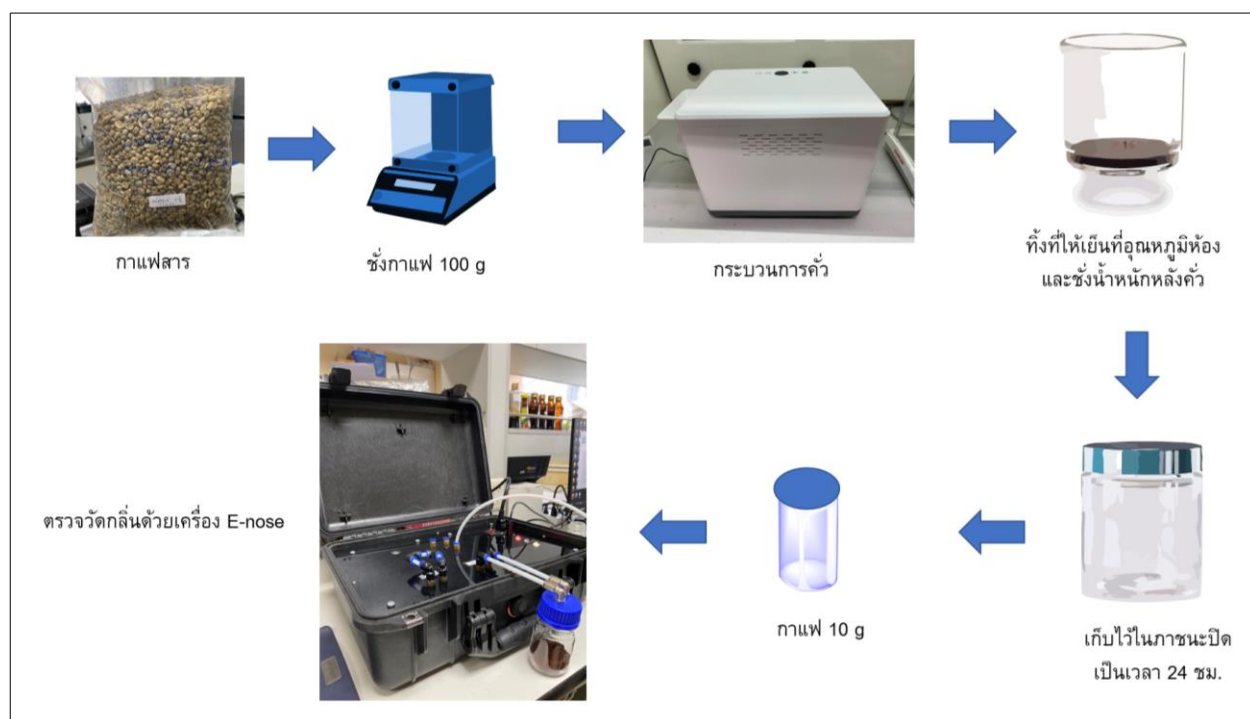 กาแฟสาร
ชั่งกาแฟ 100 g
กระบวนการคั่ว
ทิ้งที่ให้เย็นที่อุณหภูมิห้อง
และชั่งน้ำหนักหลังคั่ว
เก็บไว้ในภาชนะปิด
เป็นเวลา 24 ชม.
กาแฟ 10 g
ตรวจวัดกลิ่นด้วยเครื่อง E-nose